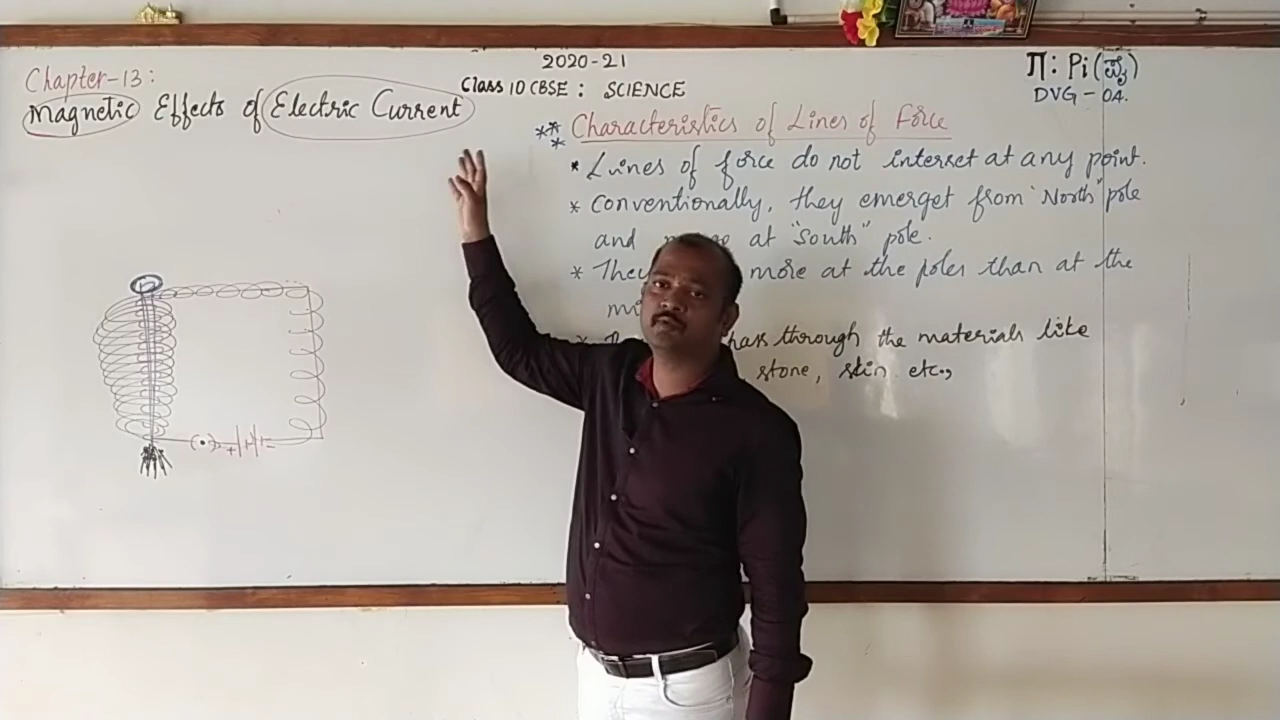 2020-21
Class 10 CBSE : SCIENCE
Π: Pi (ಪೈ)
DVG - 04.
Chapter-13:
Magnetic Effects of Electric Current
** Characteristics of Lines of Force
*
* Lines of force do not interset at any point.
* Conventionally, they emerget from "North" pole
and at "South" pole.
* They more at the poles than at the
* pass through the materials like
stone, skin etc.,